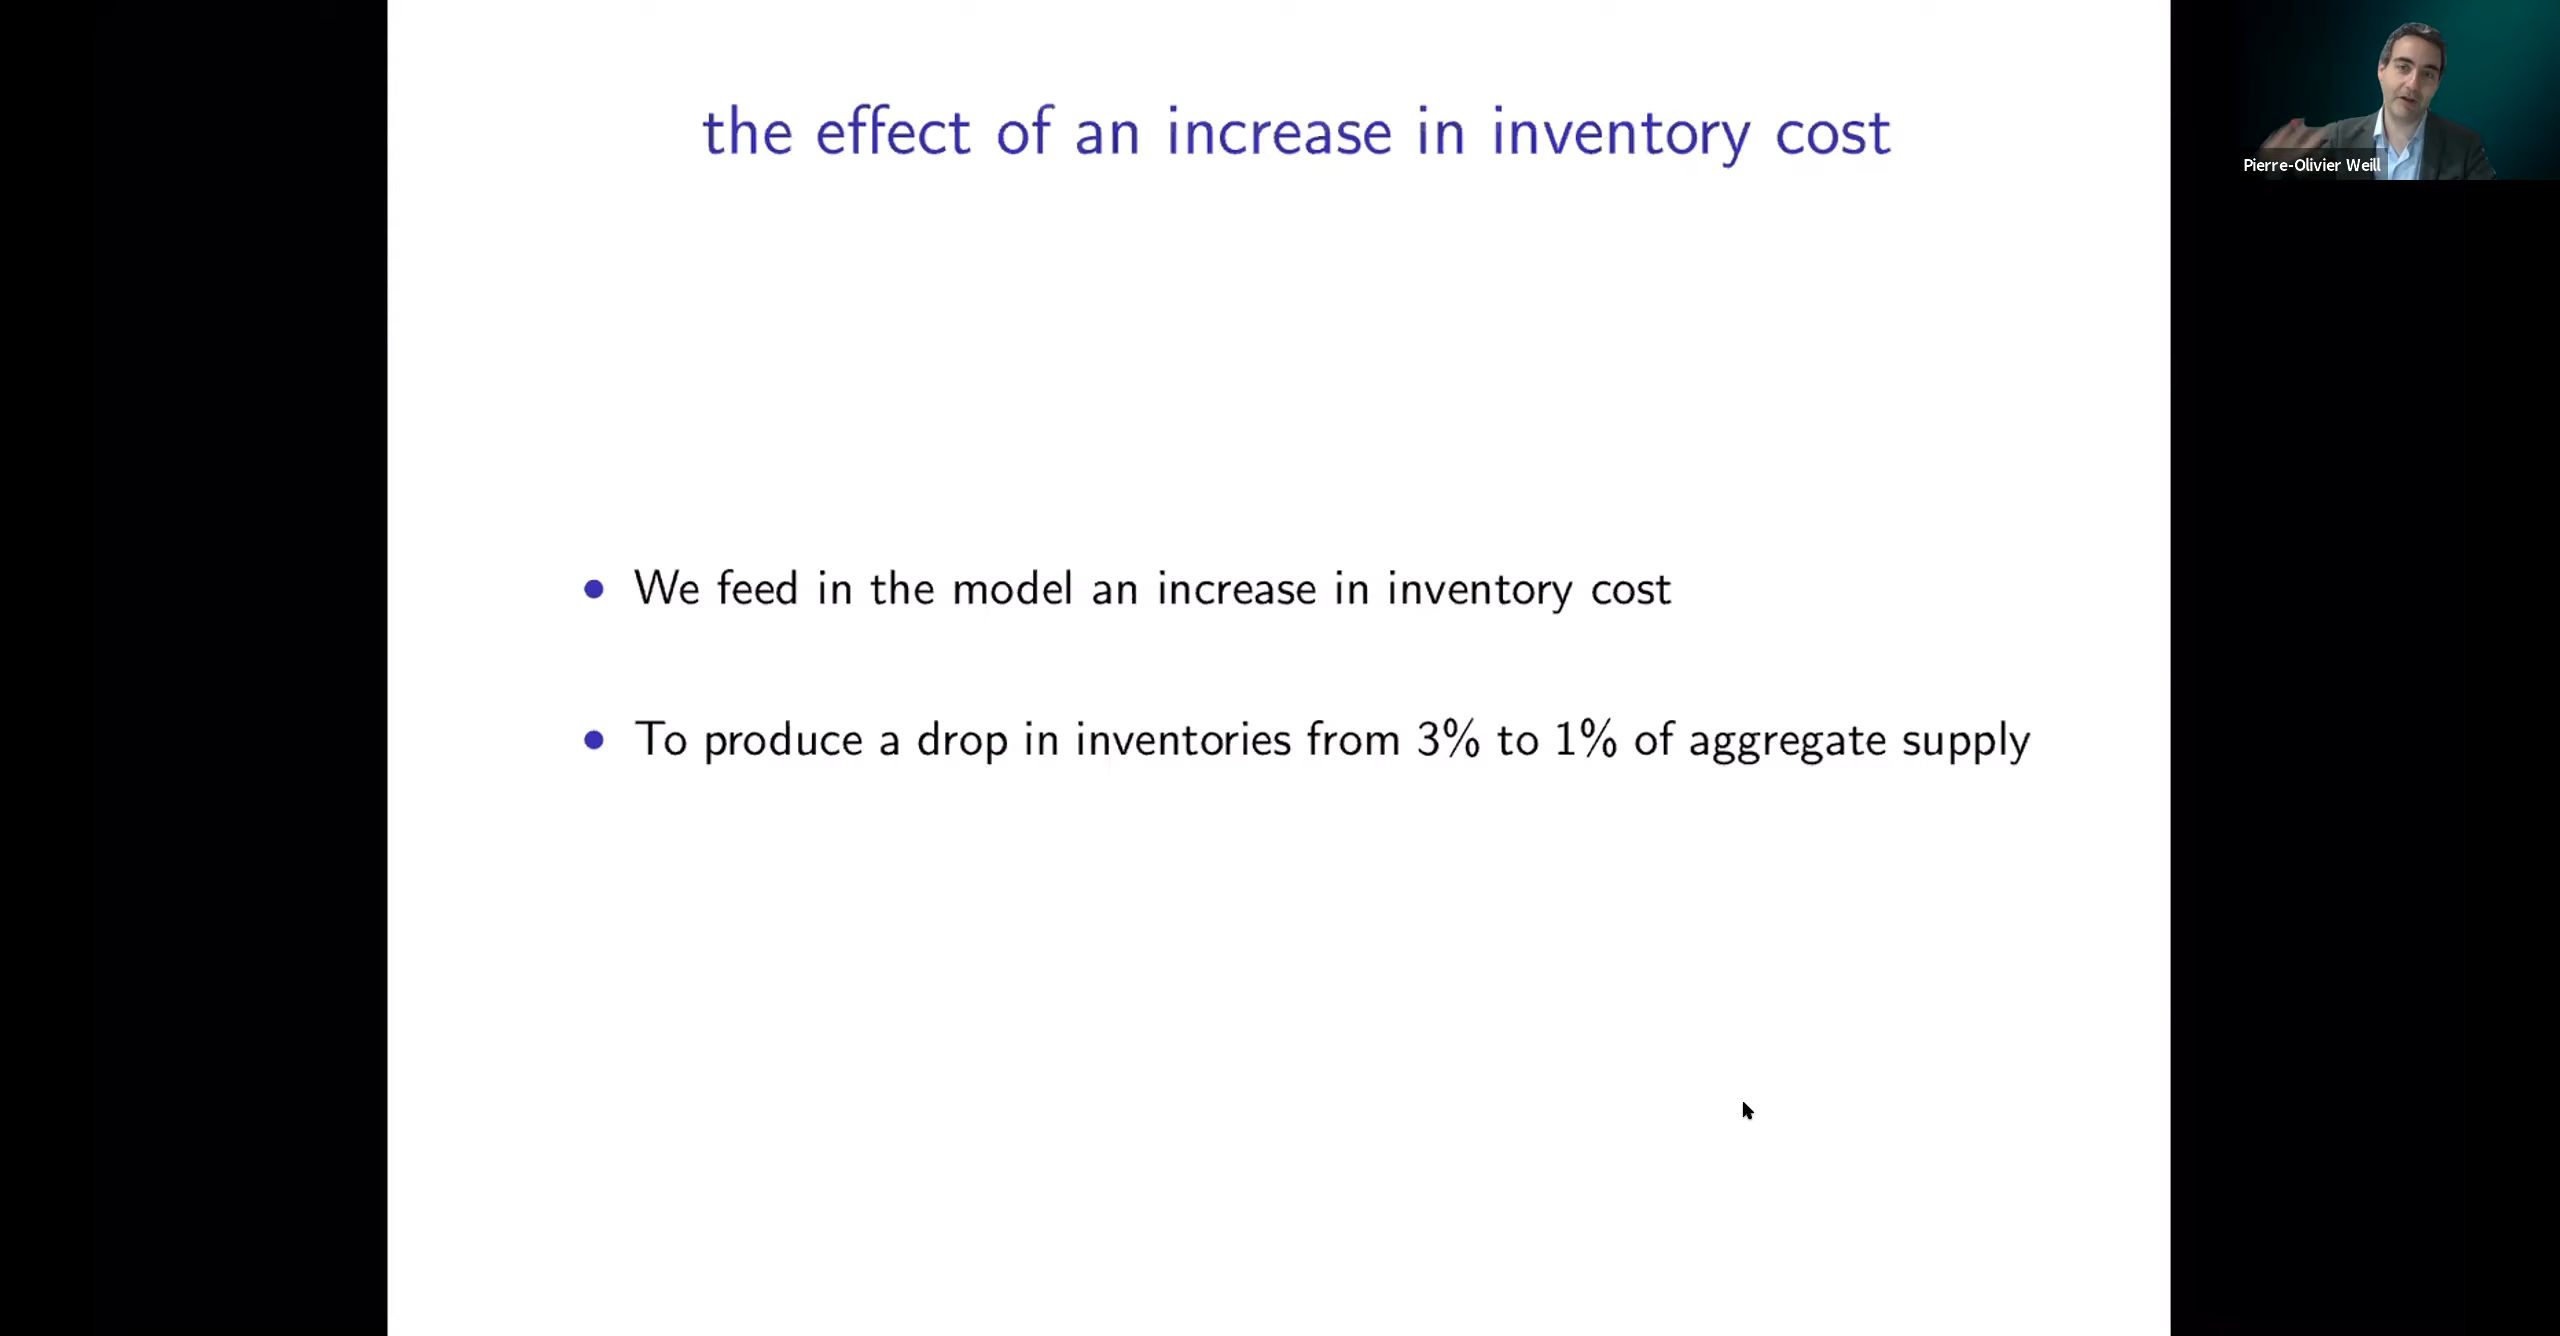 the effect of an increase in inventory cost
Pierre-Olivier Weill
We feed in the model an increase in inventory cost
To produce a drop in inventories from 3% to 1% of aggregate supply